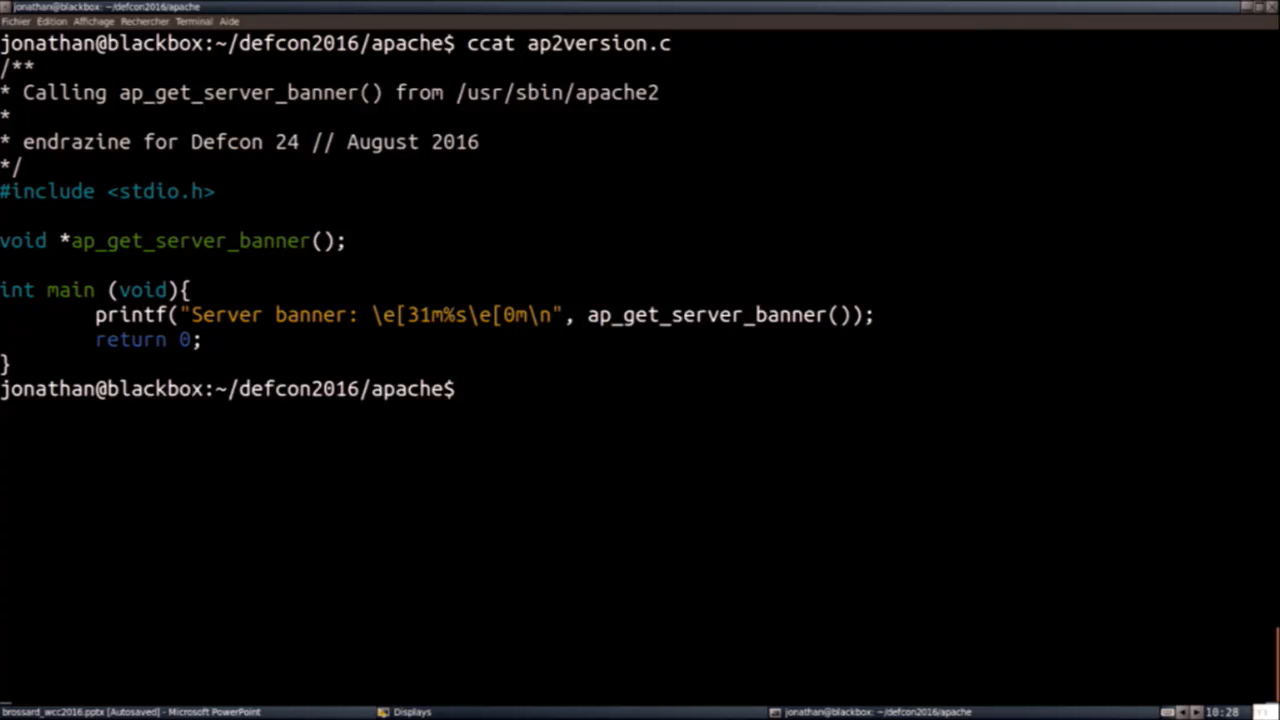 jonathan@blackbox: ~/defcon2016/apache
Fichier Edition Affichage Rechercher Terminal Aide
jonathan@blackbox:~/defcon2016/apache$ ccat ap2version.c
/**
* Calling ap_get_server_banner() from /usr/sbin/apache2
*
* endrazine for Defcon 24 // August 2016
*/
#include <stdio.h>
void *ap_get_server_banner();
int main (void){
printf("Server banner: \e[31m%s\e[0m\n", ap_get_server_banner());
return 0;
}
jonathan@blackbox:~/defcon2016/apache$
brossard_wcc2016.pptx [Autosaved] - Microsoft PowerPoint Displays jonathan@blackbox: ~/defcon2016/apache 10:28